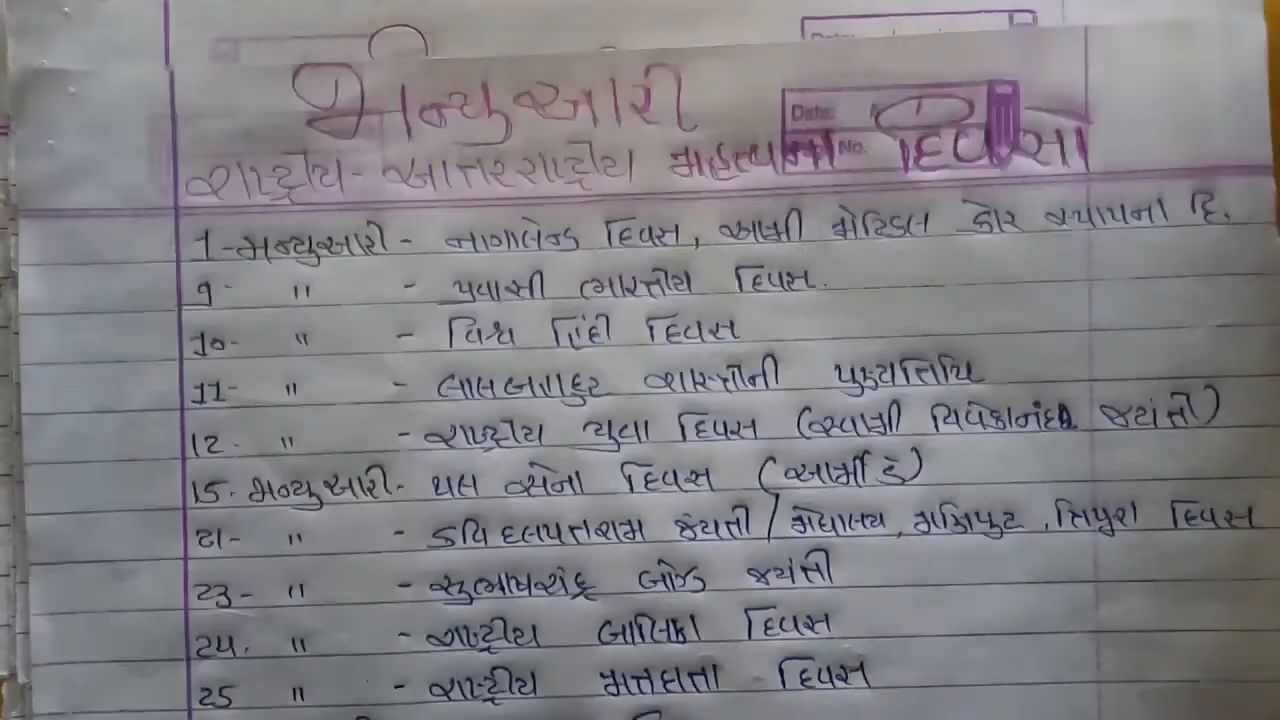 જાન્યુઆરી
Date:
No.
રાષ્ટ્રીય-આંતરરાષ્ટ્રીય મહત્વના દિવસો
1-જાન્યુઆરી - નાગાલેન્ડ દિવસ, આર્મી મેડિકલ કોર સ્થાપના દિ.
9- " - પ્રવાસી ભારતીય દિવસ.
10- " - વિશ્વ હિંદી દિવસ
11- " - લાલબહાદુર શાસ્ત્રીની પુણ્યતિથિ
12- " - રાષ્ટ્રીય યુવા દિવસ (સ્વામી વિવેકાનંદ જયંતી)
15- જાન્યુઆરી - થલ સેના દિવસ (આર્મી ડે)
21- " - કવિ દલપતરામ જયંતી / મેઘાલય, મણિપુર, ત્રિપુરા દિવસ
23- " - સુભાષચંદ્ર બોઝ જયંતી
24. " - રાષ્ટ્રીય બાલિકા દિવસ
25 " - રાષ્ટ્રીય મતદાતા દિવસ